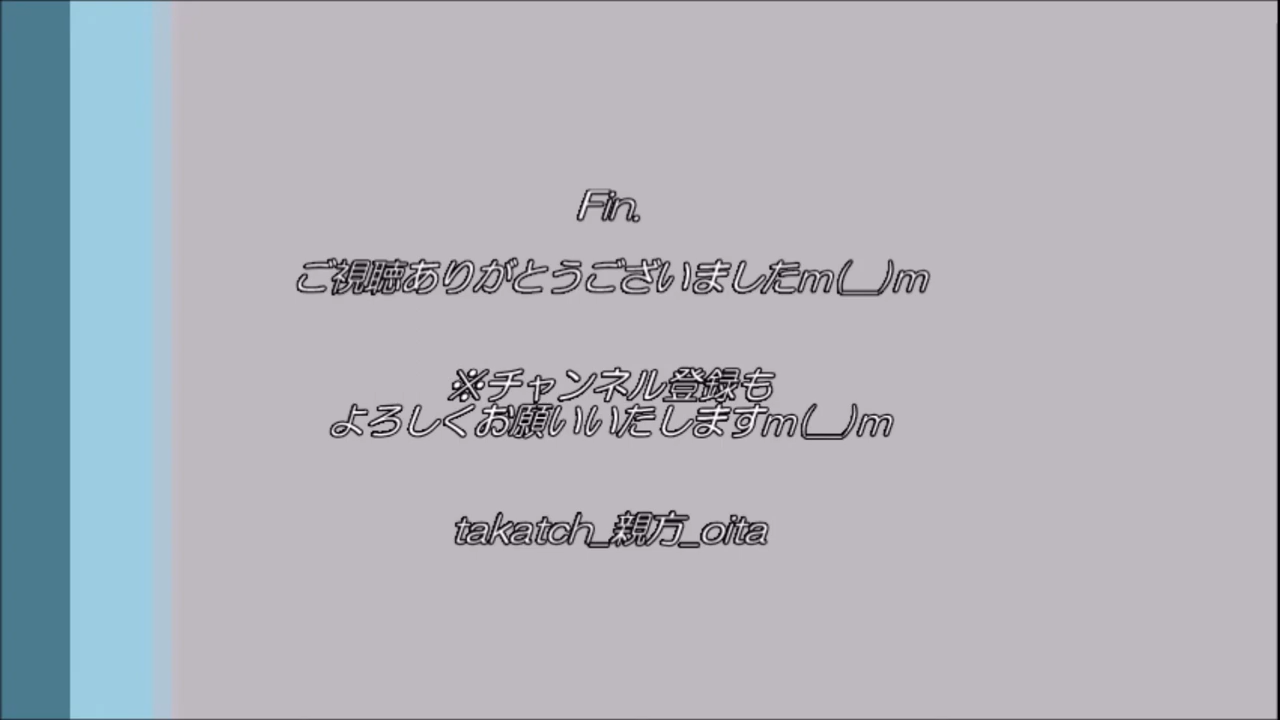 Fin.
ご視聴ありがとうございましたm(__)m
※チャンネル登録も
よろしくお願いいたしますm(__)m
takatch_親方_oita